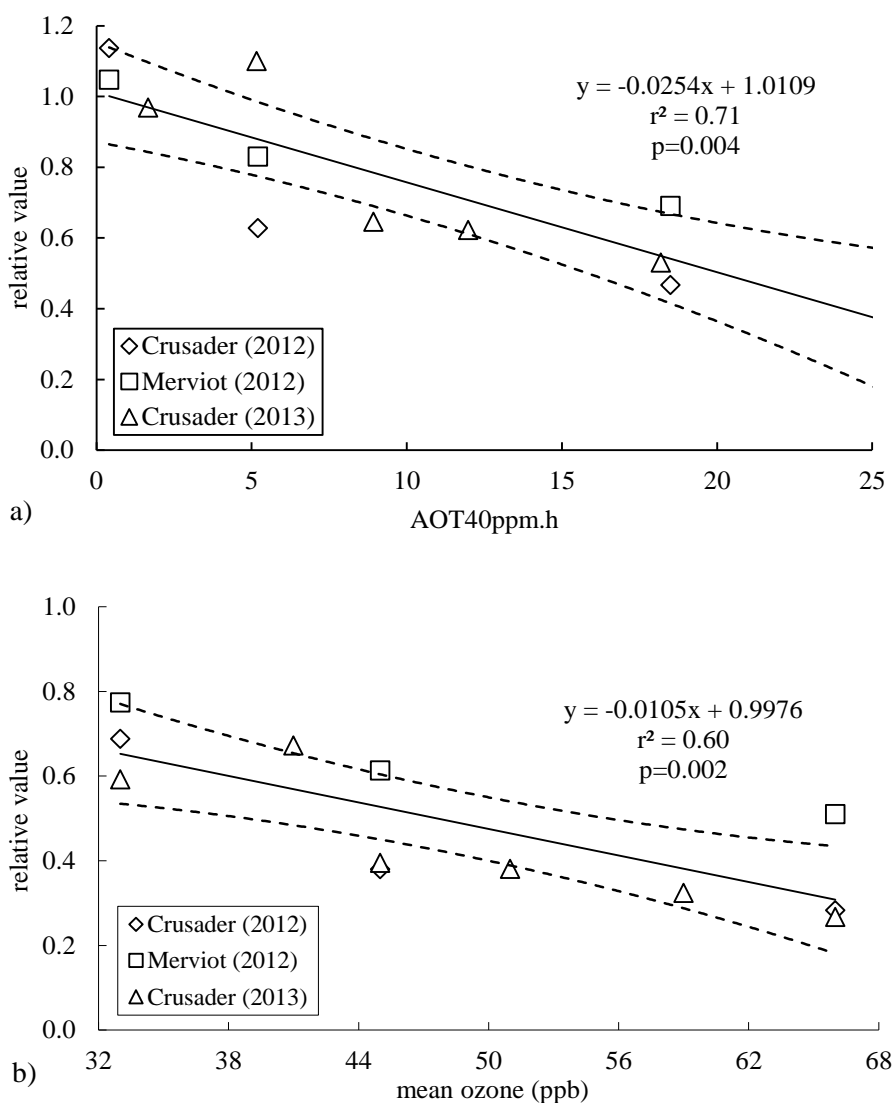 1.2
1.0
0.8
0.6
0.4
0.2
0.0
relative value
y = -0.0254x + 1.0109
r² = 0.71
p=0.004
Crusader (2012)
Merviot (2012)
Crusader (2013)
0 5 10 15 20 25
AOT40ppm.h
a)
1.0
0.8
0.6
0.4
0.2
0.0
relative value
y = -0.0105x + 0.9976
r² = 0.60
p=0.002
Crusader (2012)
Merviot (2012)
Crusader (2013)
32 38 44 50 56 62 68
mean ozone (ppb)
b)